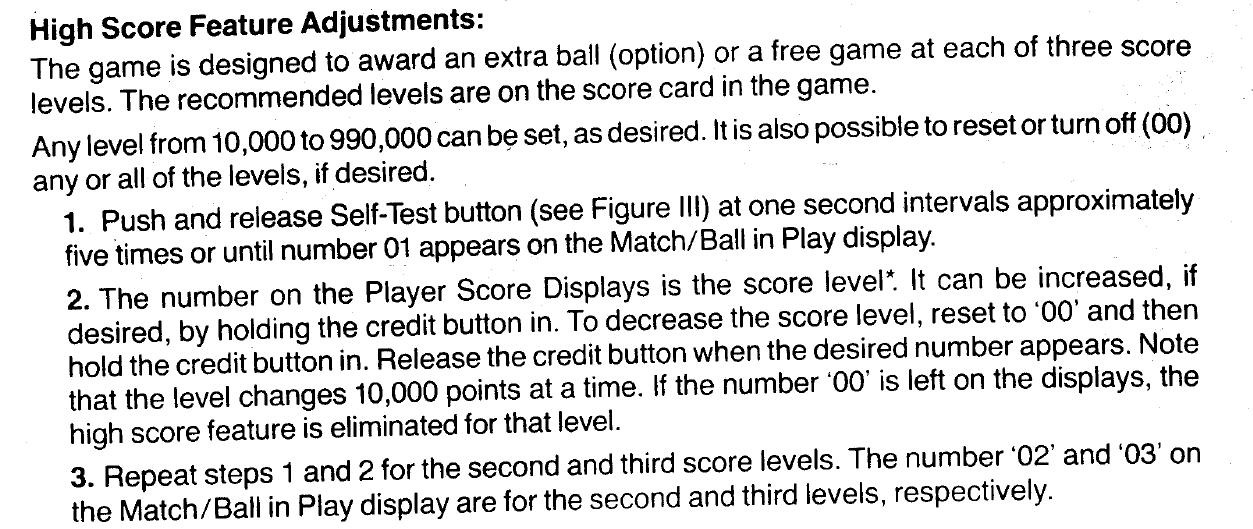 High Score Feature Adjustments:
The game is designed to award an extra ball (option) or a free game at each of three score
levels. The recommended levels are on the score card in the game.
Any level from 10,000 to 990,000 can be set, as desired. It is also possible to reset or turn off (00)
any or all of the levels, if desired.
1. Push and release Self-Test button (see Figure III) at one second intervals approximately
five times or until number 01 appears on the Match/Ball in Play display.
2. The number on the Player Score Displays is the score level*. It can be increased, if
desired, by holding the credit button in. To decrease the score level, reset to ‘00’ and then
hold the credit button in. Release the credit button when the desired number appears. Note
that the level changes 10,000 points at a time. If the number ‘00’ is left on the displays, the
high score feature is eliminated for that level.
3. Repeat steps 1 and 2 for the second and third score levels. The number ‘02’ and ‘03’ on
the Match/Ball in Play display are for the second and third levels, respectively.